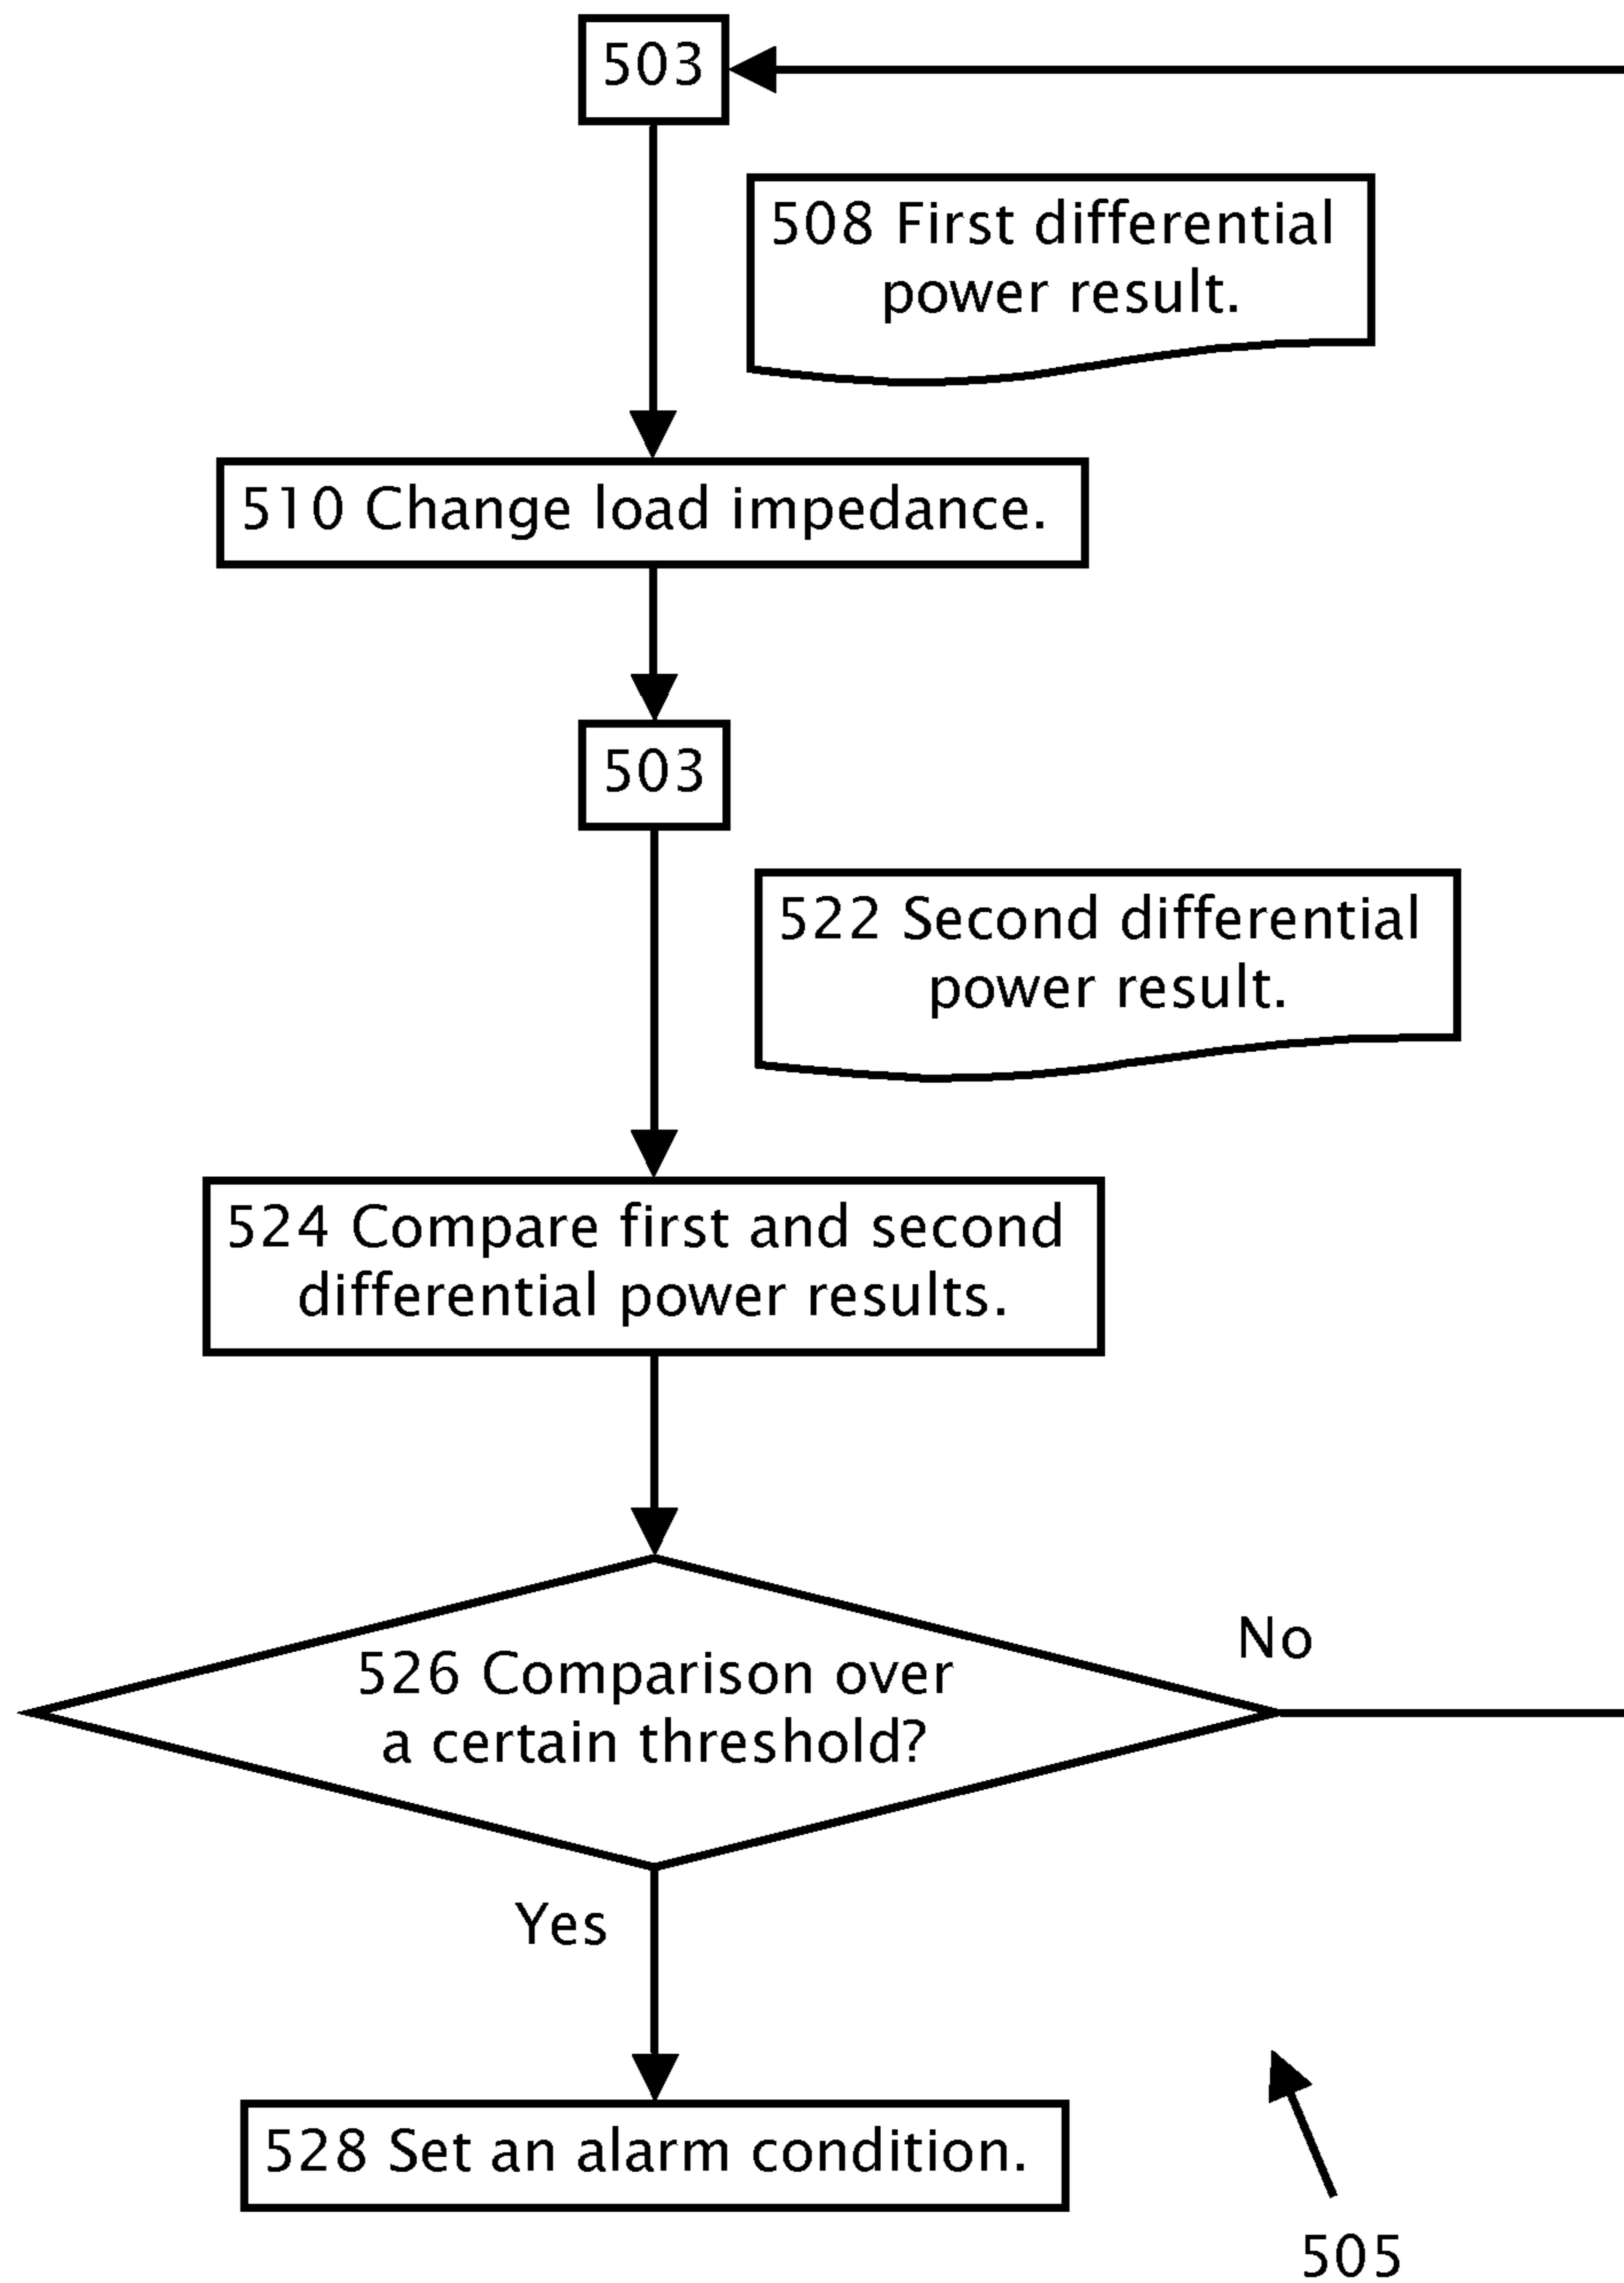 503
508 First differential
power result.
510 Change load impedance.
503
522 Second differential
power result.
524 Compare first and second
differential power results.
526 Comparison over
a certain threshold?
No
Yes
528 Set an alarm condition.
505